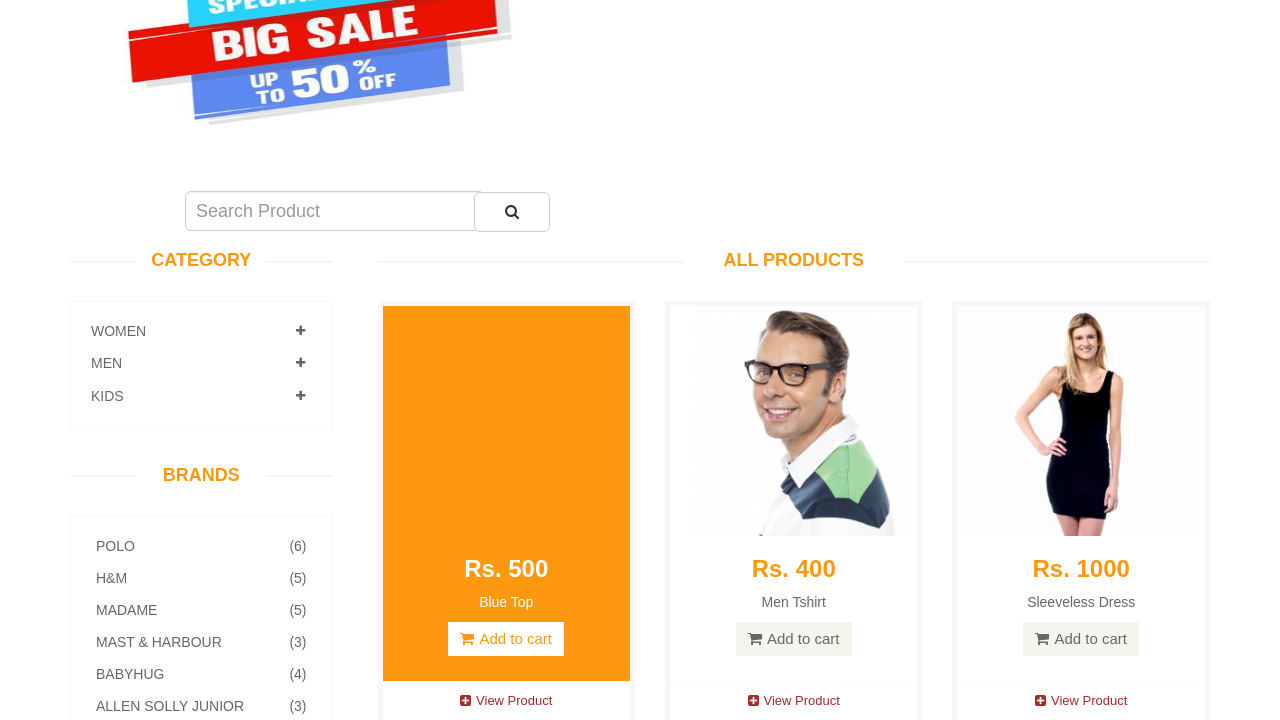 SPECIAL
BIG SALE
UP TO 50% OFF
Search Product
CATEGORY
WOMEN
MEN
KIDS
BRANDS
POLO (6)
H&M (5)
MADAME (5)
MAST & HARBOUR (3)
BABYHUG (4)
ALLEN SOLLY JUNIOR (3)
ALL PRODUCTS
Rs. 500
Blue Top
Add to cart
View Product
Rs. 400
Men Tshirt
Add to cart
View Product
Rs. 1000
Sleeveless Dress
Add to cart
View Product